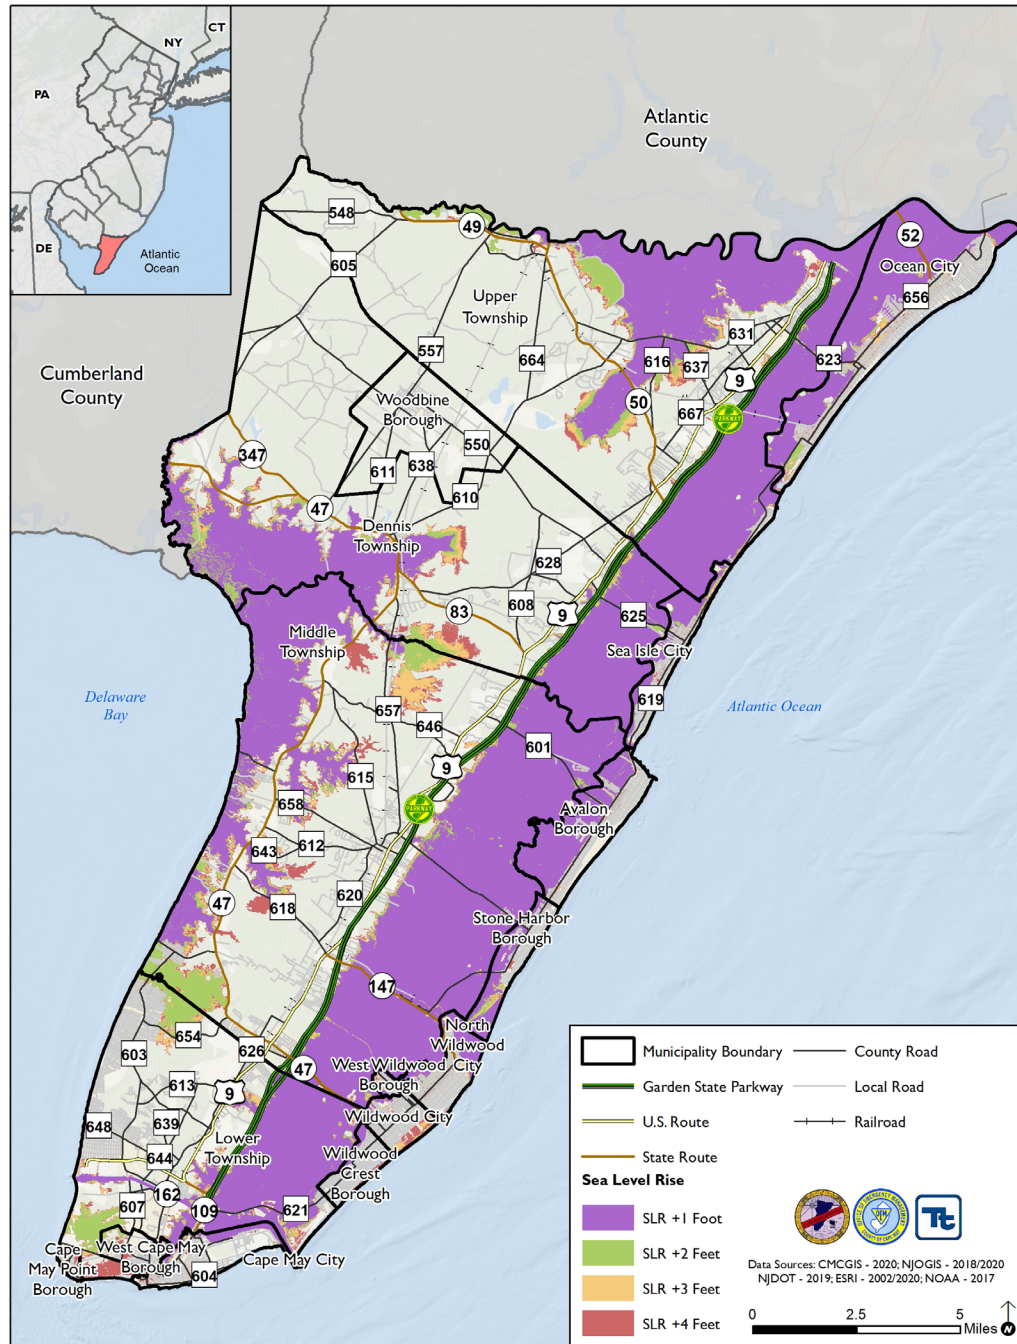 NY
CT
PA
DE
Atlantic
Ocean
Atlantic
County
Cumberland
County
548
49
52
Ocean City
605
656
Upper
Township
557
664
631
616
637
623
9
50
667
PARKWAY
Woodbine
Borough
550
347
611
638
610
47
Dennis
Township
628
608
83
9
625
Middle
Township
Sea Isle City
619
Delaware
Bay
Atlantic Ocean
657
646
601
9
615
658
PARKWAY
Avalon
Borough
643
612
620
47
618
Stone Harbor
Borough
147
North
Wildwood
City
654
603
626
47
West Wildwood
Borough
613
9
Wildwood City
648
639
Lower
Township
644
Wildwood
Crest
Borough
162
607
109
621
West Cape May
Borough
Cape
May Point
Borough
604
Cape May City
Municipality Boundary
County Road
Garden State Parkway
Local Road
U.S. Route
Railroad
State Route
Sea Level Rise
SLR +1 Foot
SLR +2 Feet
SLR +3 Feet
SLR +4 Feet
Tt
Data Sources: CMCGIS - 2020; NJOGIS - 2018/2020
NJDOT - 2019; ESRI - 2002/2020; NOAA - 2017
0 2.5 5
Miles
N